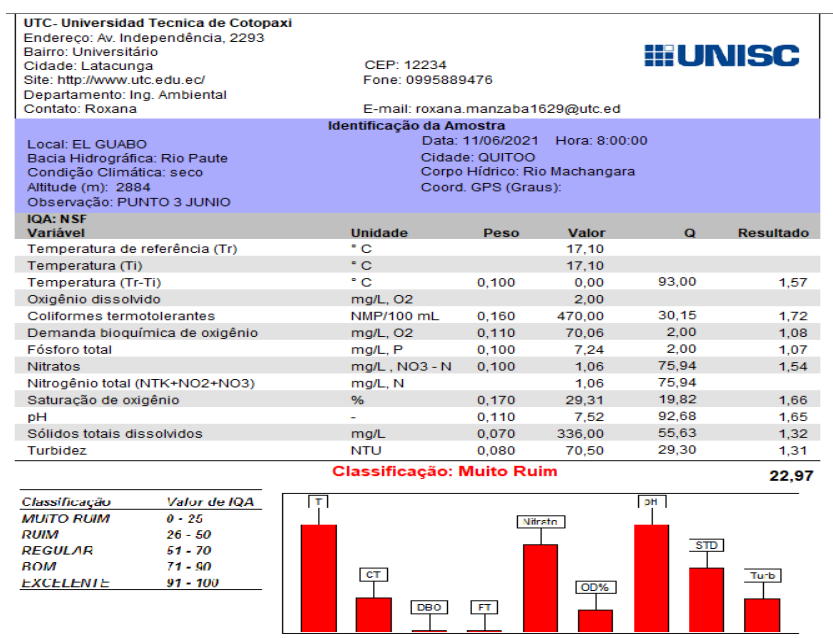 UTC- Universidad Tecnica de Cotopaxi
Endereço: Av. Independência, 2293
Bairro: Universitário
Cidade: Latacunga CEP: 12234
Site: http://www.utc.edu.ec/ Fone: 0995889476
Departamento: Ing. Ambiental
Contato: Roxana E-mail: roxana.manzaba1629@utc.ed
UNISC
Identificação da Amostra
Local: EL GUABO Data: 11/06/2021 Hora: 8:00:00
Bacia Hidrográfica: Rio Paute Cidade: QUITOO
Condição Climática: seco Corpo Hídrico: Rio Machangara
Altitude (m): 2884 Coord. GPS (Graus):
Observação: PUNTO 3 JUNIO
IQA: NSF
Variável Unidade Peso Valor Q Resultado
Temperatura de referência (Tr) ° C 17,10
Temperatura (Ti) ° C 17,10
Temperatura (Tr-Ti) ° C 0,100 0,00 93,00 1,57
Oxigênio dissolvido mg/L, O2 2,00
Coliformes termotolerantes NMP/100 mL 0,160 470,00 30,15 1,72
Demanda bioquímica de oxigênio mg/L, O2 0,110 70,06 2,00 1,08
Fósforo total mg/L, P 0,100 7,24 2,00 1,07
Nitratos mg/L , NO3 - N 0,100 1,06 75,94 1,54
Nitrogênio total (NTK+NO2+NO3) mg/L, N 1,06 75,94
Saturação de oxigênio % 0,170 29,31 19,82 1,66
pH - 0,110 7,52 92,68 1,65
Sólidos totais dissolvidos mg/L 0,070 336,00 55,63 1,32
Turbidez NTU 0,080 70,50 29,30 1,31
Classificação: Muito Ruim 22,97
Classificação Valor de IQA
MUITO RUIM 0 - 25
RUIM 26 - 50
REGULAR 51 - 70
BOM 71 - 90
EXCELENTE 91 - 100
T
CT
DBO
FT
Nitrato
OD%
pH
STD
Turb